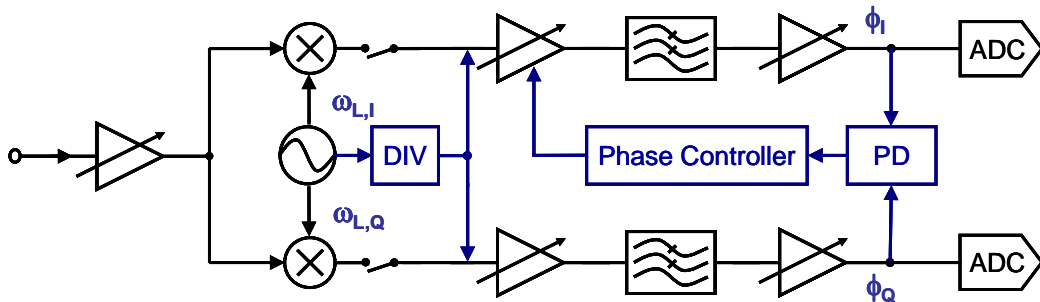 ϕI
ADC
ωL,I
DIV
Phase Controller
PD
ωL,Q
ADC
ϕQ